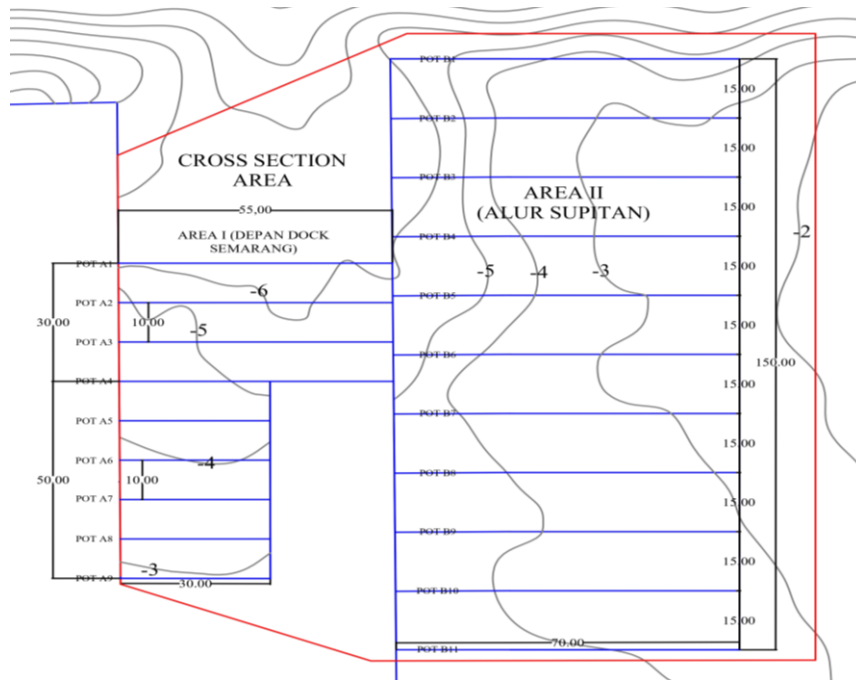 POT B1
15.00
POT B2
15.00
CROSS SECTION
AREA
POT B3
AREA II
(ALUR SUPITAN)
15.00
55,00
AREA I (DEPAN DOCK
SEMARANG)
POT B4
-2
15.00
POT A1
-6
-5
-4
-3
POT A2
POT B5
30.00
10.00
-5
15.00
POT A3
POT B6
150.00
POT A4
15.00
POT A5
POT B7
15.00
POT A6
-4
POT B8
50.00
10.00
15.00
POT A7
POT B9
POT A8
15.00
-3
POT A9
30.00
POT B10
15.00
70.00
POT B11